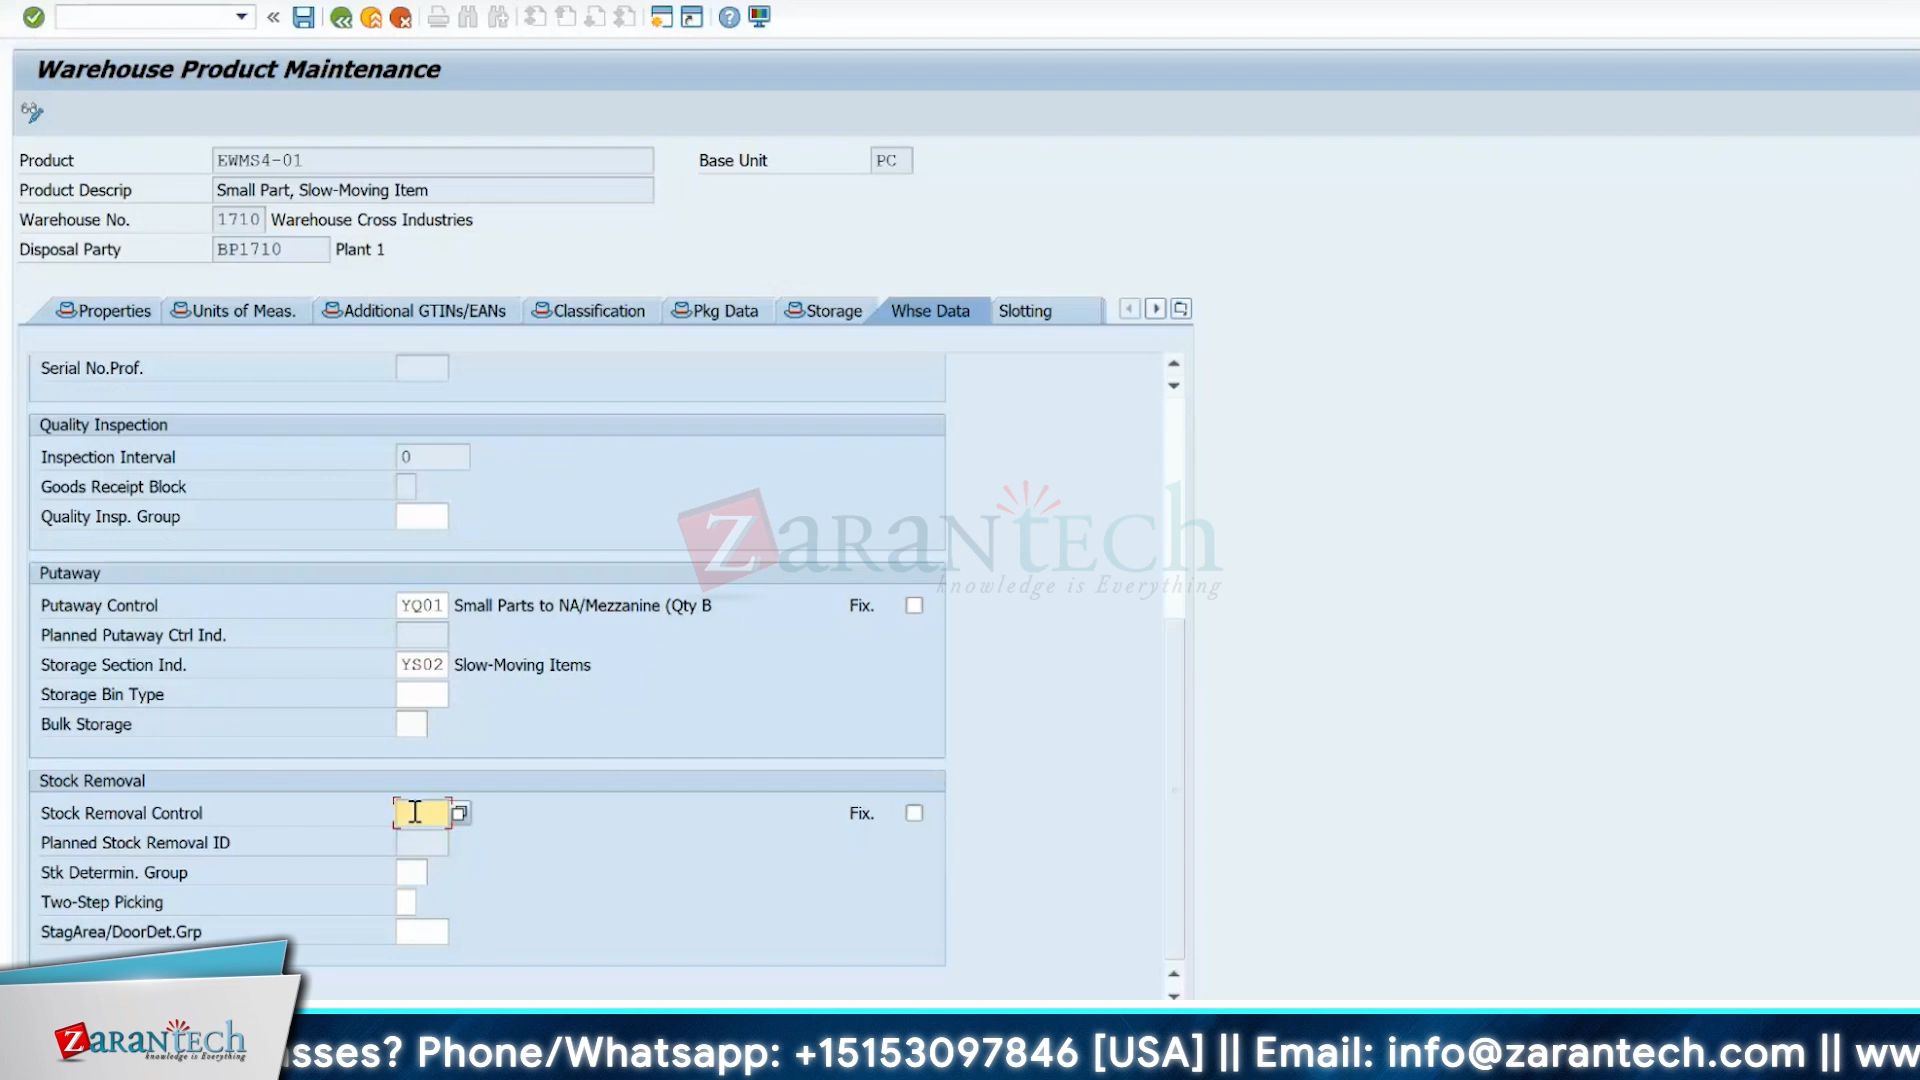 Warehouse Product Maintenance
Product EWMS4-01 Base Unit PC
Product Descrip Small Part, Slow-Moving Item
Warehouse No. 1710 Warehouse Cross Industries
Disposal Party BP1710 Plant 1
Properties Units of Meas. Additional GTINs/EANs Classification Pkg Data Storage Whse Data Slotting
Serial No.Prof.
Quality Inspection
Inspection Interval 0
Goods Receipt Block
Quality Insp. Group
Putaway
Putaway Control YQ01 Small Parts to NA/Mezzanine (Qty B Fix.
Planned Putaway Ctrl Ind.
Storage Section Ind. YS02 Slow-Moving Items
Storage Bin Type
Bulk Storage
Stock Removal
Stock Removal Control Fix.
Planned Stock Removal ID
Stk Determin. Group
Two-Step Picking
StagArea/DoorDet.Grp
ZaranTech
knowledge is Everything
ZaranTech
knowledge is Everything
sses? Phone/Whatsapp: +15153097846 [USA] || Email: info@zarantech.com || ww